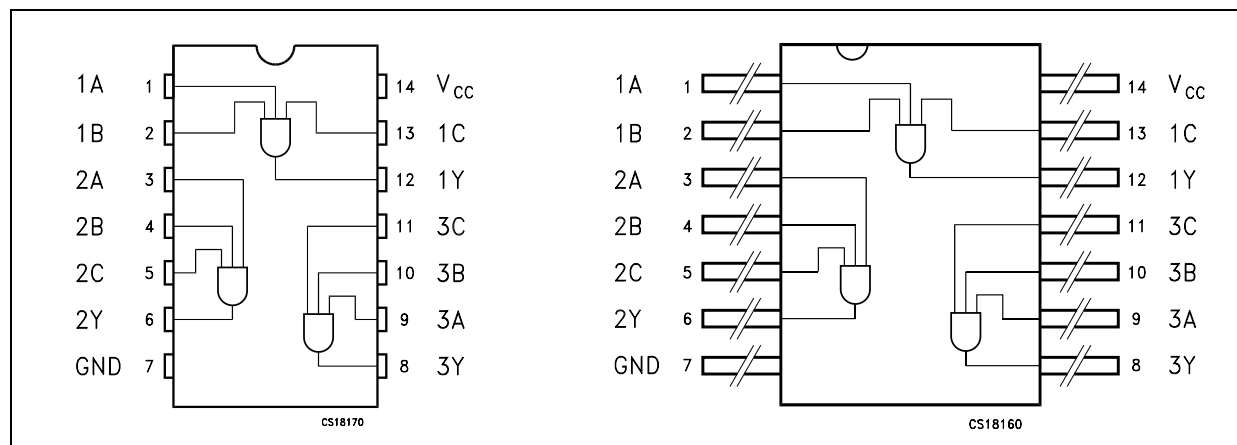 1A 1 14 VCC
1B 2 13 1C
2A 3 12 1Y
2B 4 11 3C
2C 5 10 3B
2Y 6 9 3A
GND 7 8 3Y
CS18170
1A 1 14 VCC
1B 2 13 1C
2A 3 12 1Y
2B 4 11 3C
2C 5 10 3B
2Y 6 9 3A
GND 7 8 3Y
CS18160